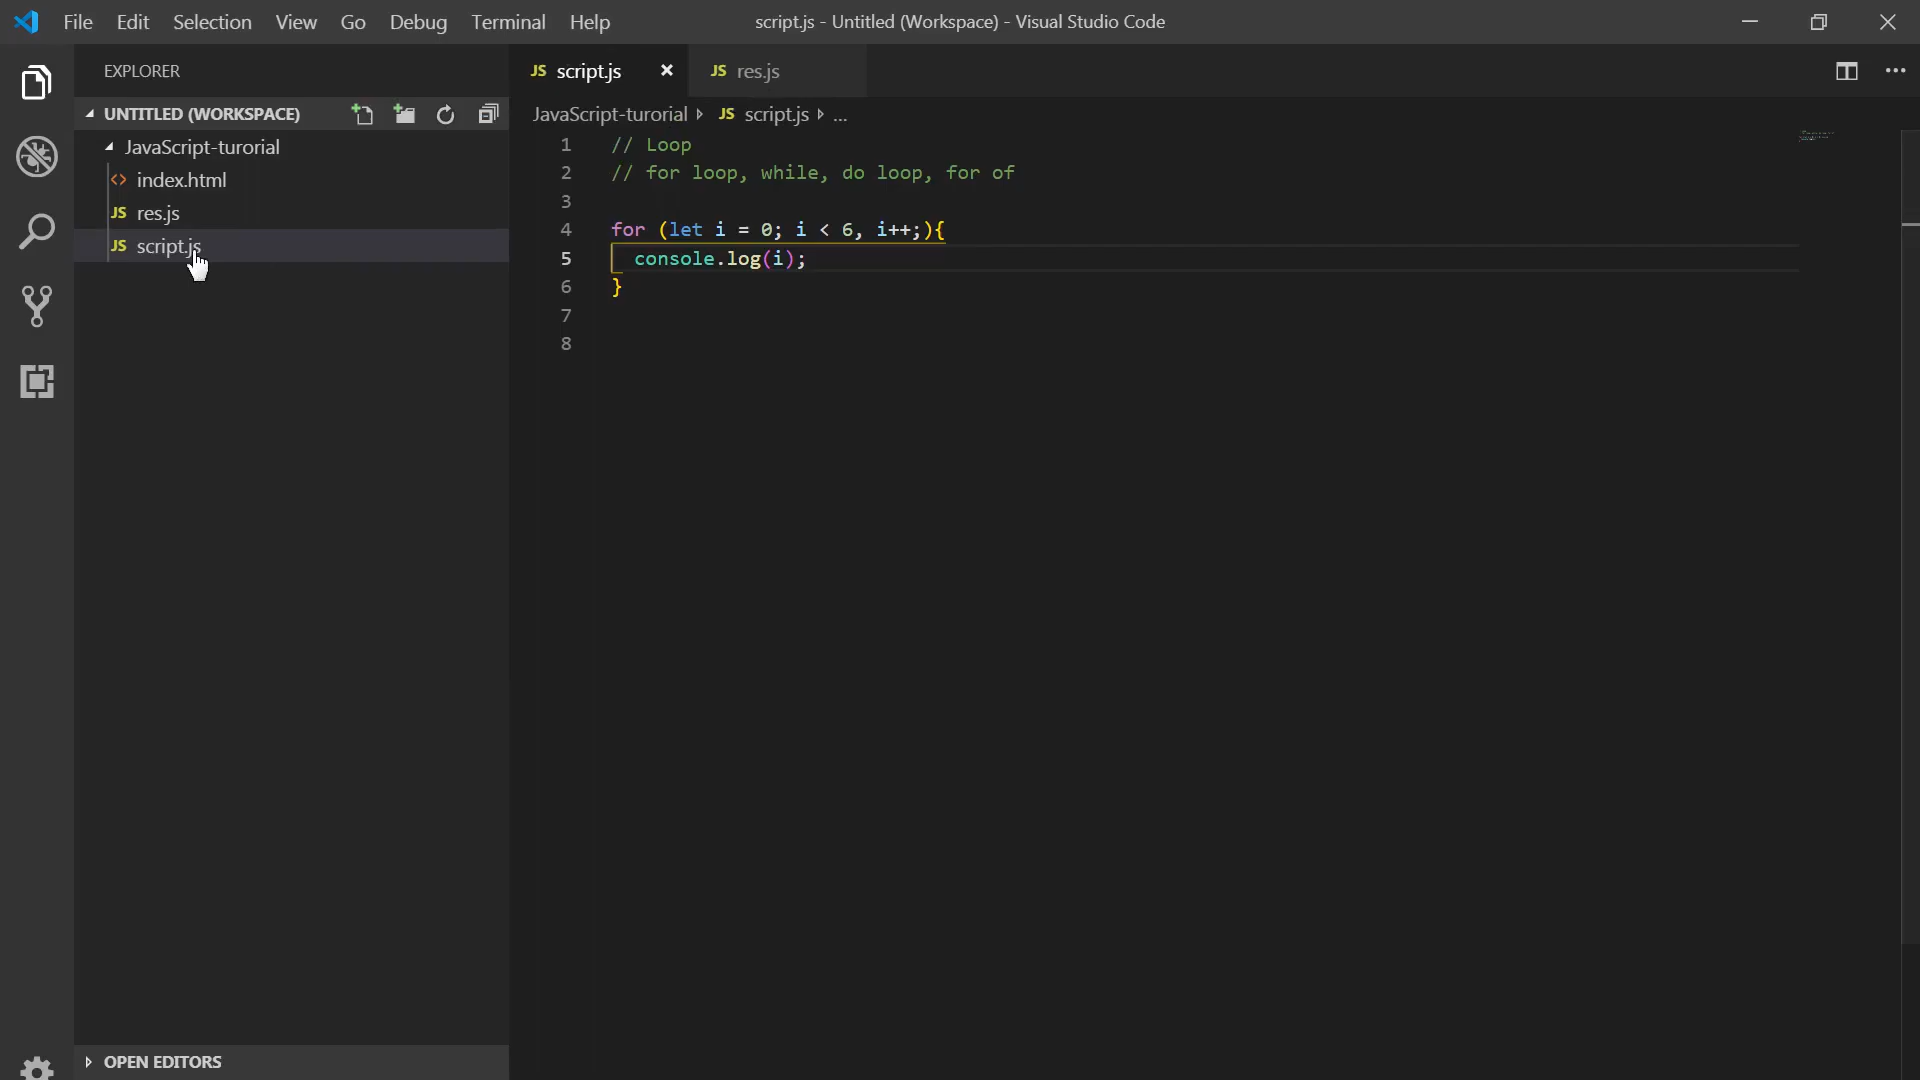 File Edit Selection View Go Debug Terminal Help script.js - Untitled (Workspace) - Visual Studio Code
EXPLORER
UNTITLED (WORKSPACE)
JavaScript-turorial
<> index.html
JS res.js
JS script.js
OPEN EDITORS
JS script.js × JS res.js ...
JavaScript-turorial JS script.js ...
1 // Loop
2 // for loop, while, do loop, for of
3
4 for (let i = 0; i < 6, i++;){
5 console.log(i);
6 }
7
8